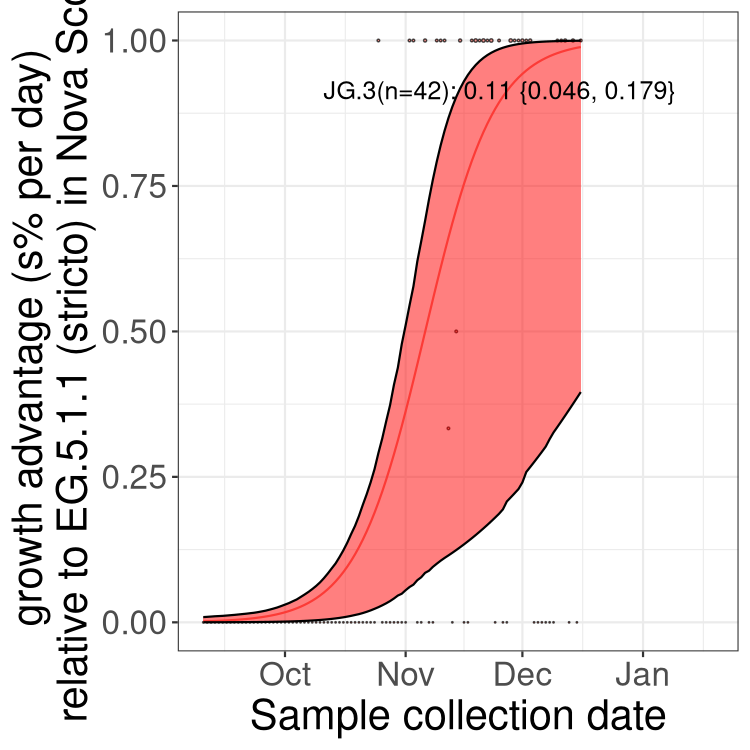 growth advantage (s% per day)
relative to EG.5.1.1 (stricto) in Nova Sco
1.00
0.75
0.50
0.25
0.00
JG.3(n=42): 0.11 {0.046, 0.179}
Oct Nov Dec Jan
Sample collection date